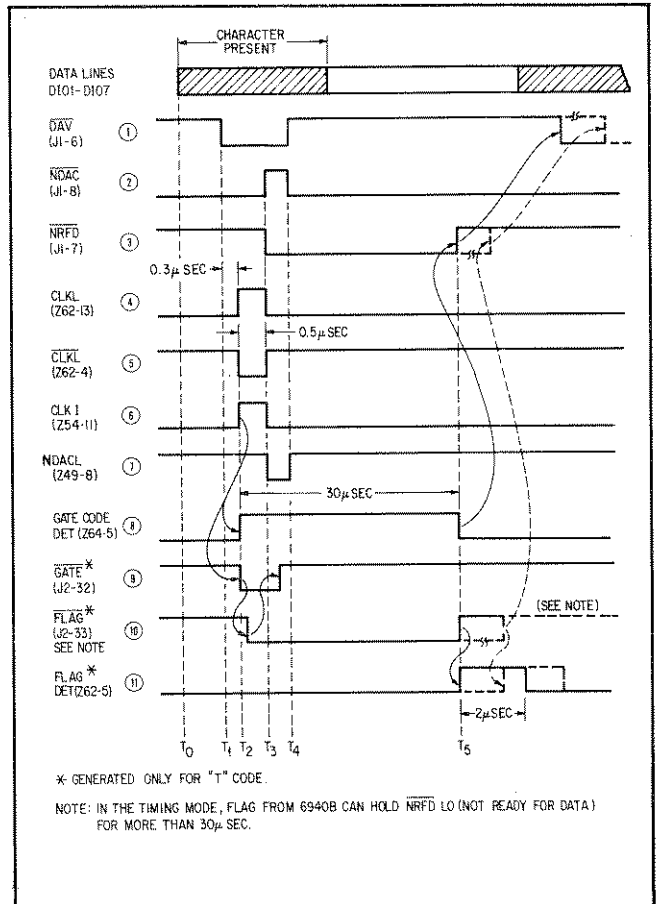 CHARACTER
PRESENT
DATA LINES
DI01-DI07
DAV
(J1-6)
①
NDAC
(J1-8)
②
NRFD
(J1-7)
③
0.3μ SEC
CLKL
(Z62-13)
④
0.5μ SEC
CLKL
(Z62-4)
⑤
CLK I
(Z54-11)
⑥
NDACL
(Z49-8)
⑦
30μ SEC
GATE CODE
DET (Z64-5)
⑧
GATE*
(J2-32)
⑨
FLAG*
(J2-33)
SEE NOTE
⑩
(SEE NOTE)
FLAG*
DET(Z62-5)
⑪
2μ SEC
T0 T1 T2 T3 T4 T5
* GENERATED ONLY FOR "T" CODE.
NOTE: IN THE TIMING MODE, FLAG FROM 6940B CAN HOLD NRFD LO (NOT READY FOR DATA)
FOR MORE THAN 30μ SEC.